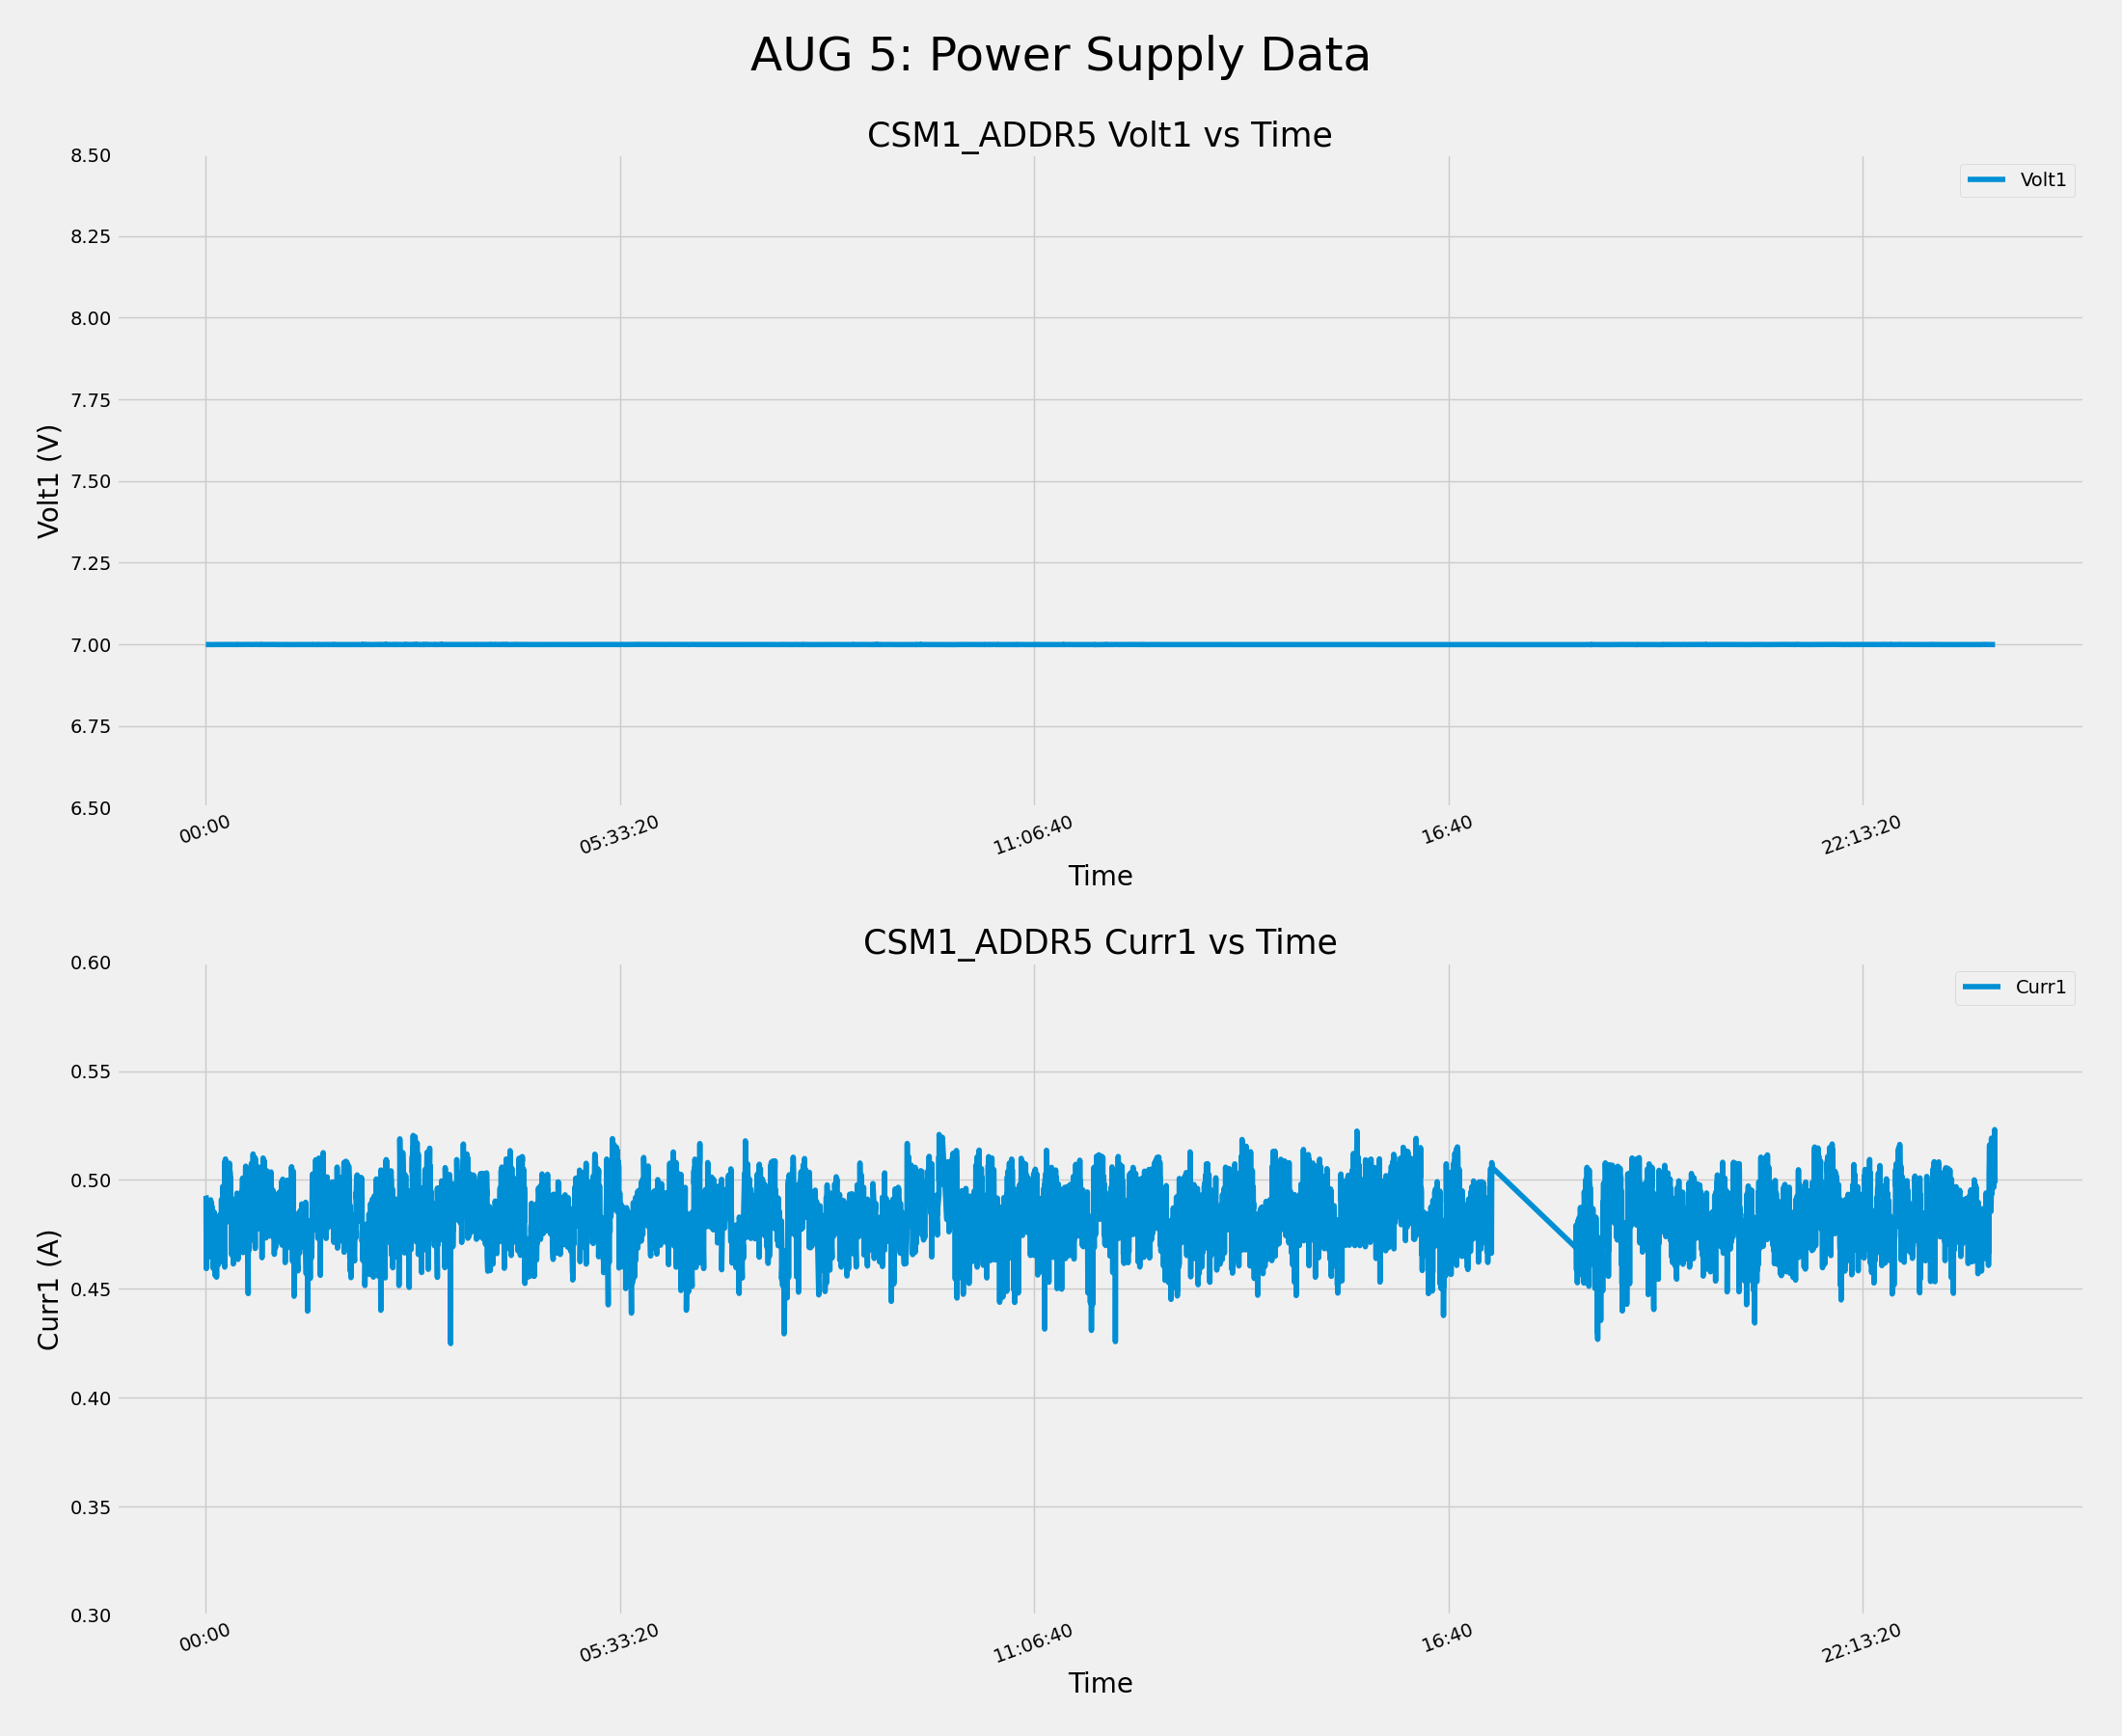 AUG 5: Power Supply Data
CSM1_ADDR5 Volt1 vs Time
8.50
8.25
8.00
7.75
7.50
7.25
7.00
6.75
6.50
Volt1 (V)
Volt1
00:00
05:33:20
11:06:40
16:40
22:13:20
Time
CSM1_ADDR5 Curr1 vs Time
0.60
0.55
0.50
0.45
0.40
0.35
0.30
Curr1 (A)
Curr1
00:00
05:33:20
11:06:40
16:40
22:13:20
Time